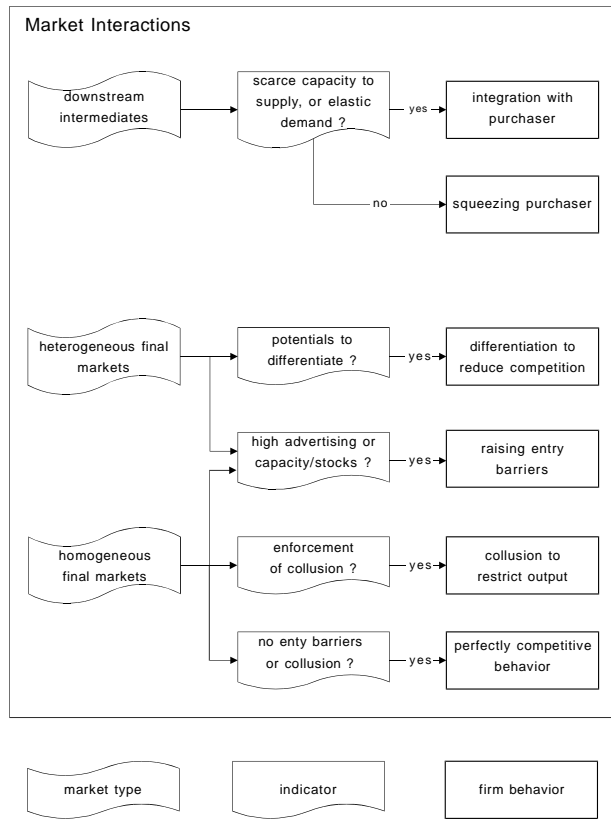 Market Interactions
downstream
intermediates
scarce capacity to
supply, or elastic
demand ?
yes
integration with
purchaser
no
squeezing purchaser
heterogeneous final
markets
potentials to
differentiate ?
yes
differentiation to
reduce competition
high advertising or
capacity/stocks ?
yes
raising entry
barriers
homogeneous
final markets
enforcement
of collusion ?
yes
collusion to
restrict output
no enty barriers
or collusion ?
yes
perfectly competitive
behavior
market type
indicator
firm behavior